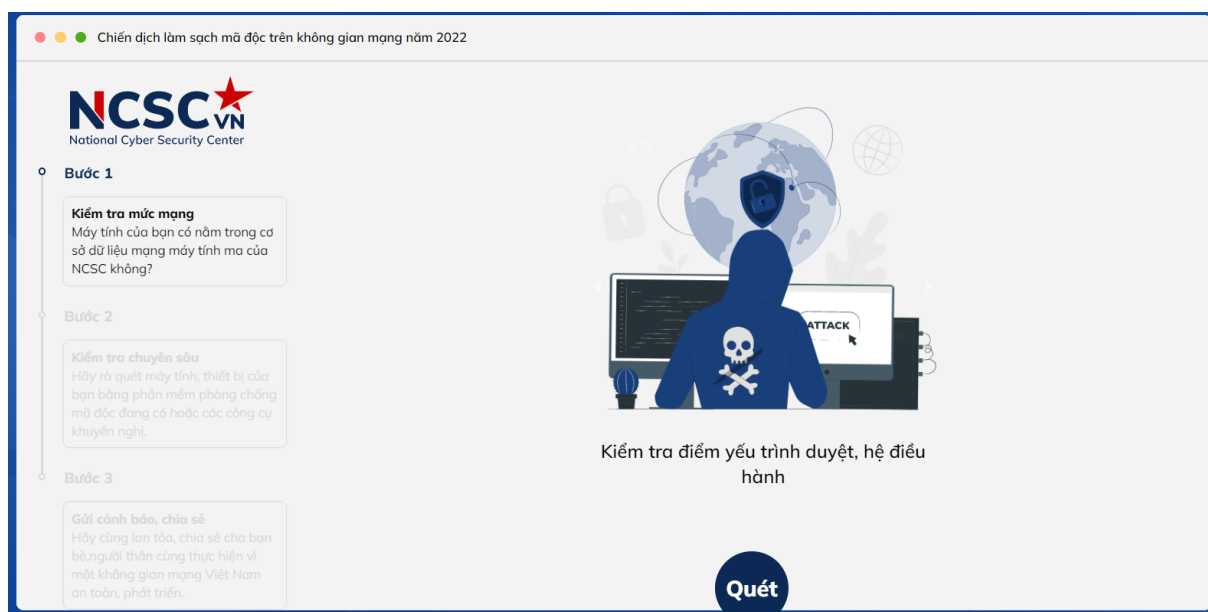 Chiến dịch làm sạch mã độc trên không gian mạng năm 2022
NCSC
VN
National Cyber Security Center
Bước 1
Kiểm tra mức mạng
Máy tính của bạn có nằm trong cơ
sở dữ liệu mạng máy tính ma của
NCSC không?
Bước 2
Kiểm tra chuyên sâu
Hãy rà quét máy tính, thiết bị của
bạn bằng phần mềm phòng chống
mã độc đang có hoặc các công cụ
khuyến nghị.
Bước 3
Gửi cảnh báo, chia sẻ
Hãy cùng lan tỏa, chia sẻ cho bạn
bè,người thân cùng thực hiện vì
một không gian mạng Việt Nam
an toàn, phát triển.
ATTACK
Kiểm tra điểm yếu trình duyệt, hệ điều
hành
Quét